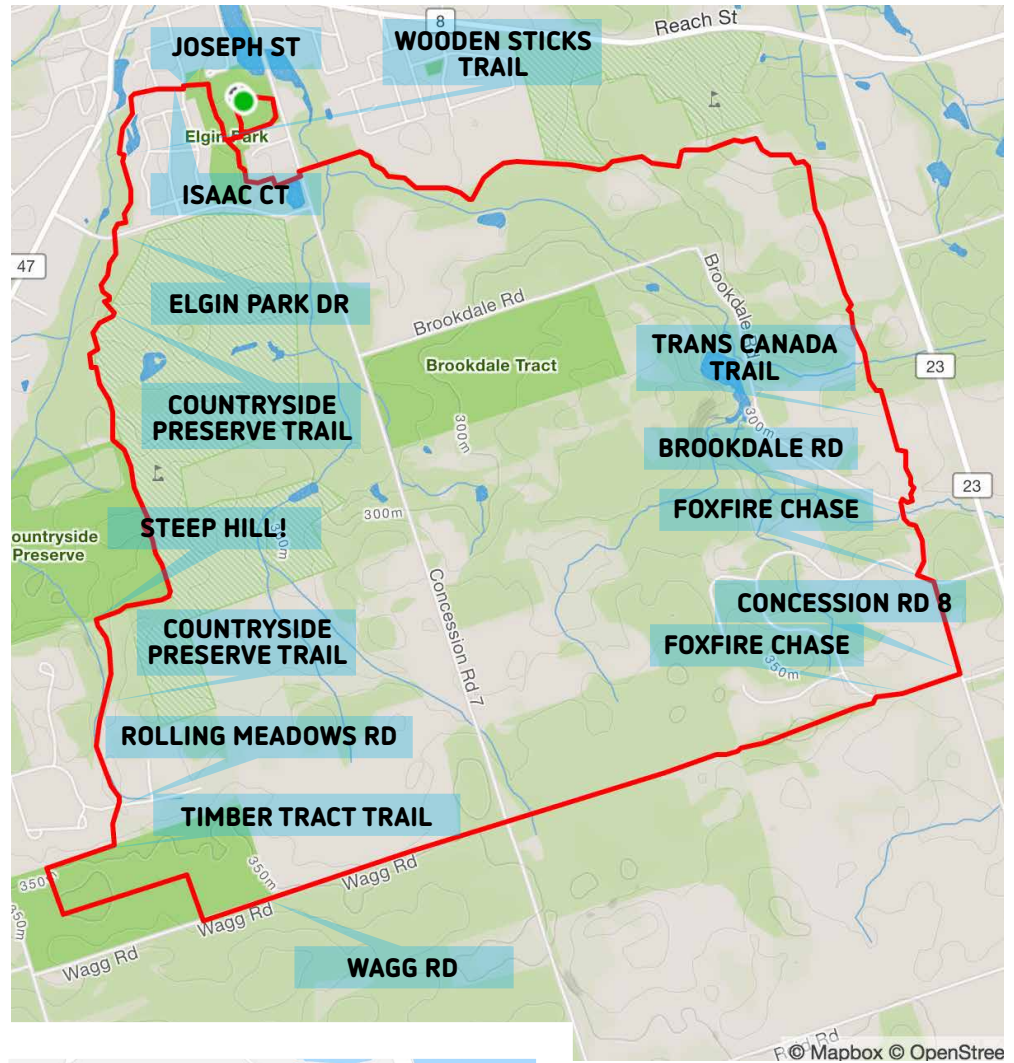 8
Reach St
JOSEPH ST
WOODEN STICKS
TRAIL
Elgin Park
ISAAC CT
47
ELGIN PARK DR
Brookdale Rd
Brookdale Rd
TRANS CANADA
TRAIL
23
Brookdale Tract
COUNTRYSIDE
PRESERVE TRAIL
300m
300m
BROOKDALE RD
23
FOXFIRE CHASE
300m
STEEP HILL!
ountryside
Preserve
Concession Rd 7
CONCESSION RD 8
COUNTRYSIDE
PRESERVE TRAIL
FOXFIRE CHASE
350m
ROLLING MEADOWS RD
TIMBER TRACT TRAIL
350m
350m
350m
Wagg Rd
Wagg Rd
Wagg Rd
WAGG RD
© Mapbox © OpenStree